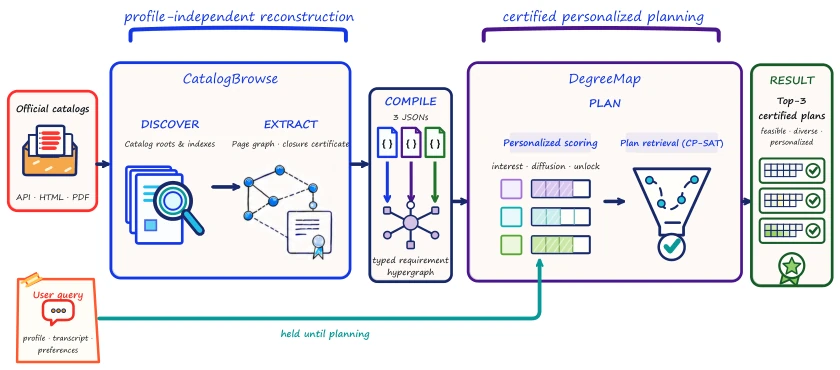 profile-independent reconstruction
certified personalized planning
Official catalogs
API · HTML · PDF
CatalogBrowse
DISCOVER
Catalog roots & indexes
EXTRACT
Page graph · closure certificate
COMPILE
3 JSONs
{ } { } { }
typed requirement
hypergraph
DegreeMap
PLAN
Personalized scoring
interest · diffusion · unlock
Plan retrieval (CP-SAT)
RESULT
Top-3
certified plans
feasible · diverse ·
personalized
User query
profile · transcript ·
preferences
held until planning